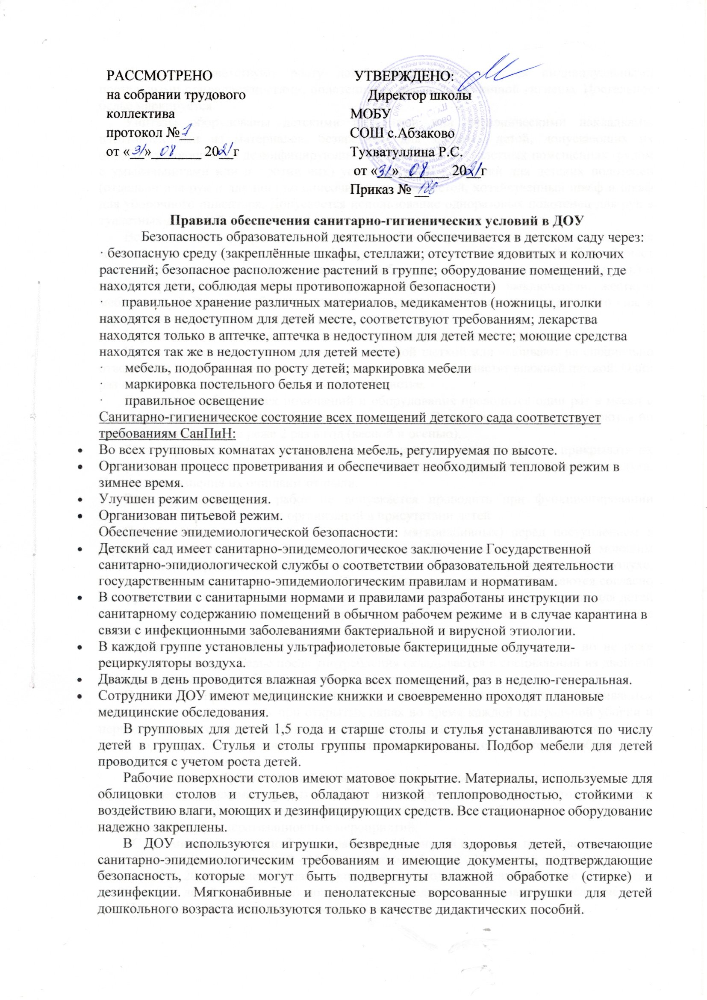 РАССМОТРЕНО
на собрании трудового
коллектива
протокол № 1
от «31» 08 2021г
УТВЕРЖДЕНО:
Директор школы
МОБУ
СОШ с.Абзаково
Тухватуллина Р.С.
от «31» 08 2021г
Приказ №
Правила обеспечения санитарно-гигиенических условий в ДОУ
Безопасность образовательной деятельности обеспечивается в детском саду через:
· безопасную среду (закреплённые шкафы, стеллажи; отсутствие ядовитых и колючих
растений; безопасное расположение растений в группе; оборудование помещений, где
находятся дети, соблюдая меры противопожарной безопасности)
· правильное хранение различных материалов, медикаментов (ножницы, иголки
находятся в недоступном для детей месте, соответствуют требованиям; лекарства
находятся только в аптечке, аптечка в недоступном для детей месте; моющие средства
находятся так же в недоступном для детей месте)
· мебель, подобранная по росту детей; маркировка мебели
· маркировка постельного белья и полотенец
· правильное освещение
Санитарно-гигиеническое состояние всех помещений детского сада соответствует
требованиям СанПиН:
• Во всех групповых комнатах установлена мебель, регулируемая по высоте.
• Организован процесс проветривания и обеспечивает необходимый тепловой режим в
зимнее время.
• Улучшен режим освещения.
• Организован питьевой режим.
Обеспечение эпидемиологической безопасности:
• Детский сад имеет санитарно-эпидемеологическое заключение Государственной
санитарно-эпидиологической службы о соответствии образовательной деятельности
государственным санитарно-эпидемиологическим правилам и нормативам.
• В соответствии с санитарными нормами и правилами разработаны инструкции по
санитарному содержанию помещений в обычном рабочем режиме и в случае карантина в
связи с инфекционными заболеваниями бактериальной и вирусной этиологии.
• В каждой группе установлены ультрафиолетовые бактерицидные облучатели-
рециркуляторы воздуха.
• Дважды в день проводится влажная уборка всех помещений, раз в неделю-генеральная.
• Сотрудники ДОУ имеют медицинские книжки и своевременно проходят плановые
медицинские обследования.
В групповых для детей 1,5 года и старше столы и стулья устанавливаются по числу
детей в группах. Стулья и столы группы промаркированы. Подбор мебели для детей
проводится с учетом роста детей.
Рабочие поверхности столов имеют матовое покрытие. Материалы, используемые для
облицовки столов и стульев, обладают низкой теплопроводностью, стойкими к
воздействию влаги, моющих и дезинфицирующих средств. Все стационарное оборудование
надежно закреплены.
В ДОУ используются игрушки, безвредные для здоровья детей, отвечающие
санитарно-эпидемиологическим требованиям и имеющие документы, подтверждающие
безопасность, которые могут быть подвергнуты влажной обработке (стирке) и
дезинфекции. Мягконабивные и пенолатексные ворсованные игрушки для детей
дошкольного возраста используются только в качестве дидактических пособий.